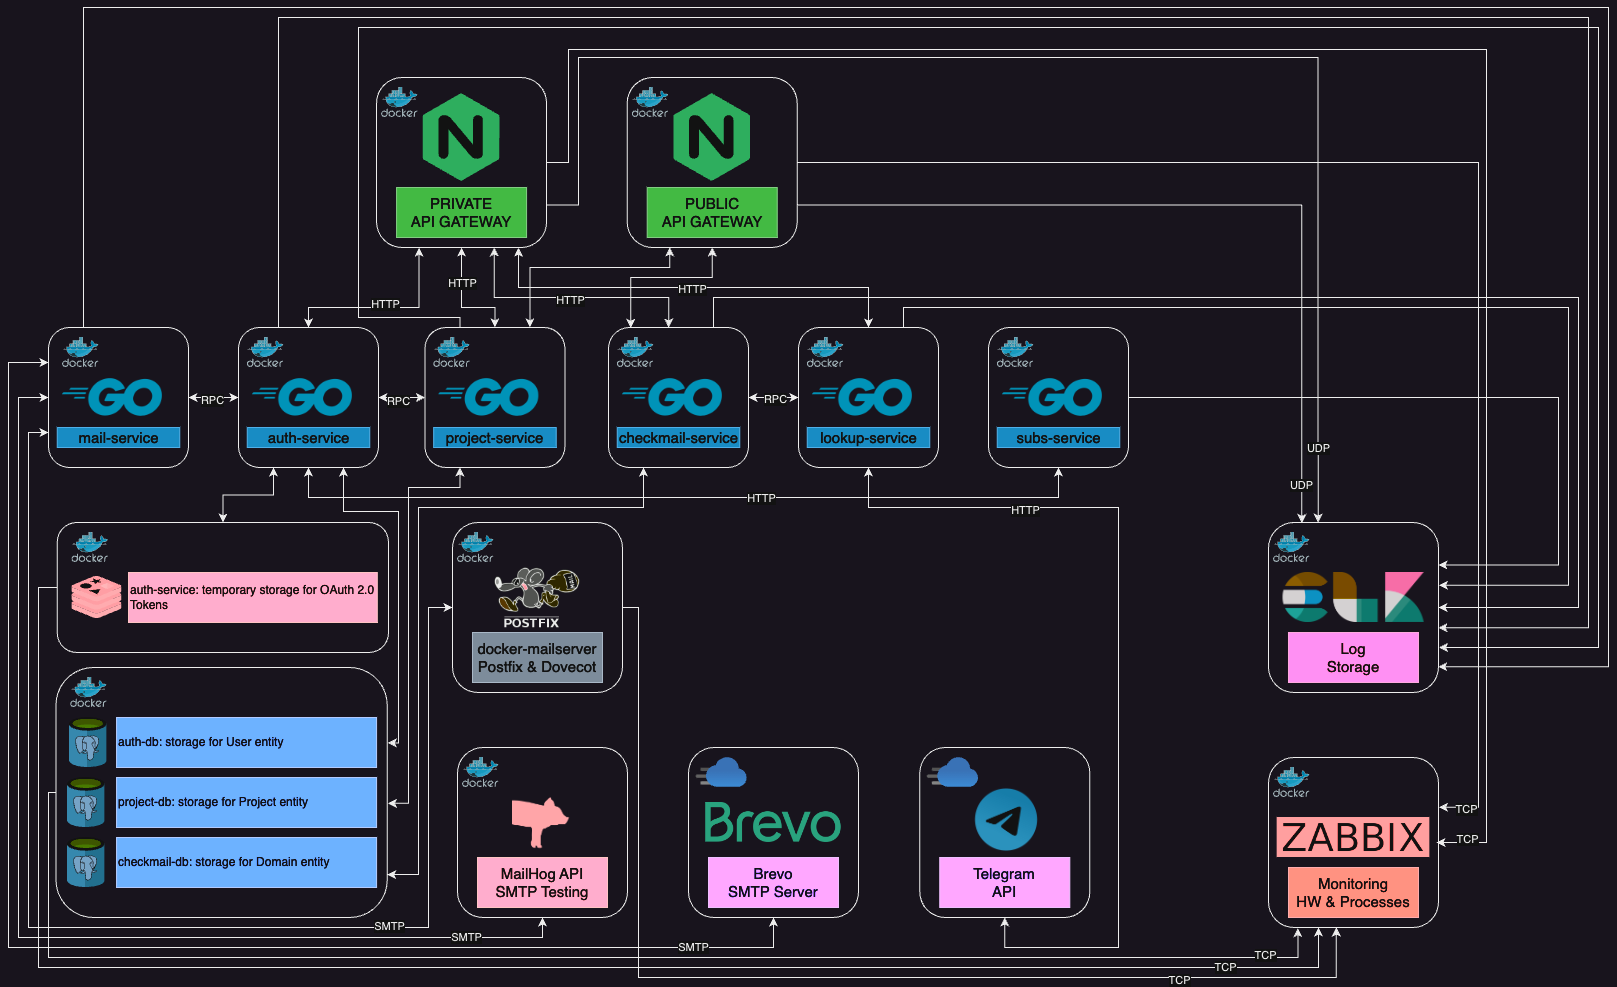 docker
docker
PRIVATE
API GATEWAY
PUBLIC
API GATEWAY
HTTP
HTTP
HTTP
HTTP
docker
GO
mail-service
RPC
docker
GO
auth-service
RPC
docker
GO
project-service
docker
GO
checkmail-service
RPC
docker
GO
lookup-service
docker
GO
subs-service
UDP
UDP
HTTP
HTTP
docker
auth-service: temporary storage for OAuth 2.0
Tokens
docker
POSTFIX
docker-mailserver
Postfix & Dovecot
docker
ELK
Log
Storage
docker
auth-db: storage for User entity
project-db: storage for Project entity
checkmail-db: storage for Domain entity
docker
MailHog API
SMTP Testing
Brevo
Brevo
SMTP Server
Telegram
API
docker
ZABBIX
Monitoring
HW & Processes
TCP
TCP
SMTP
SMTP
SMTP
TCP
TCP
TCP